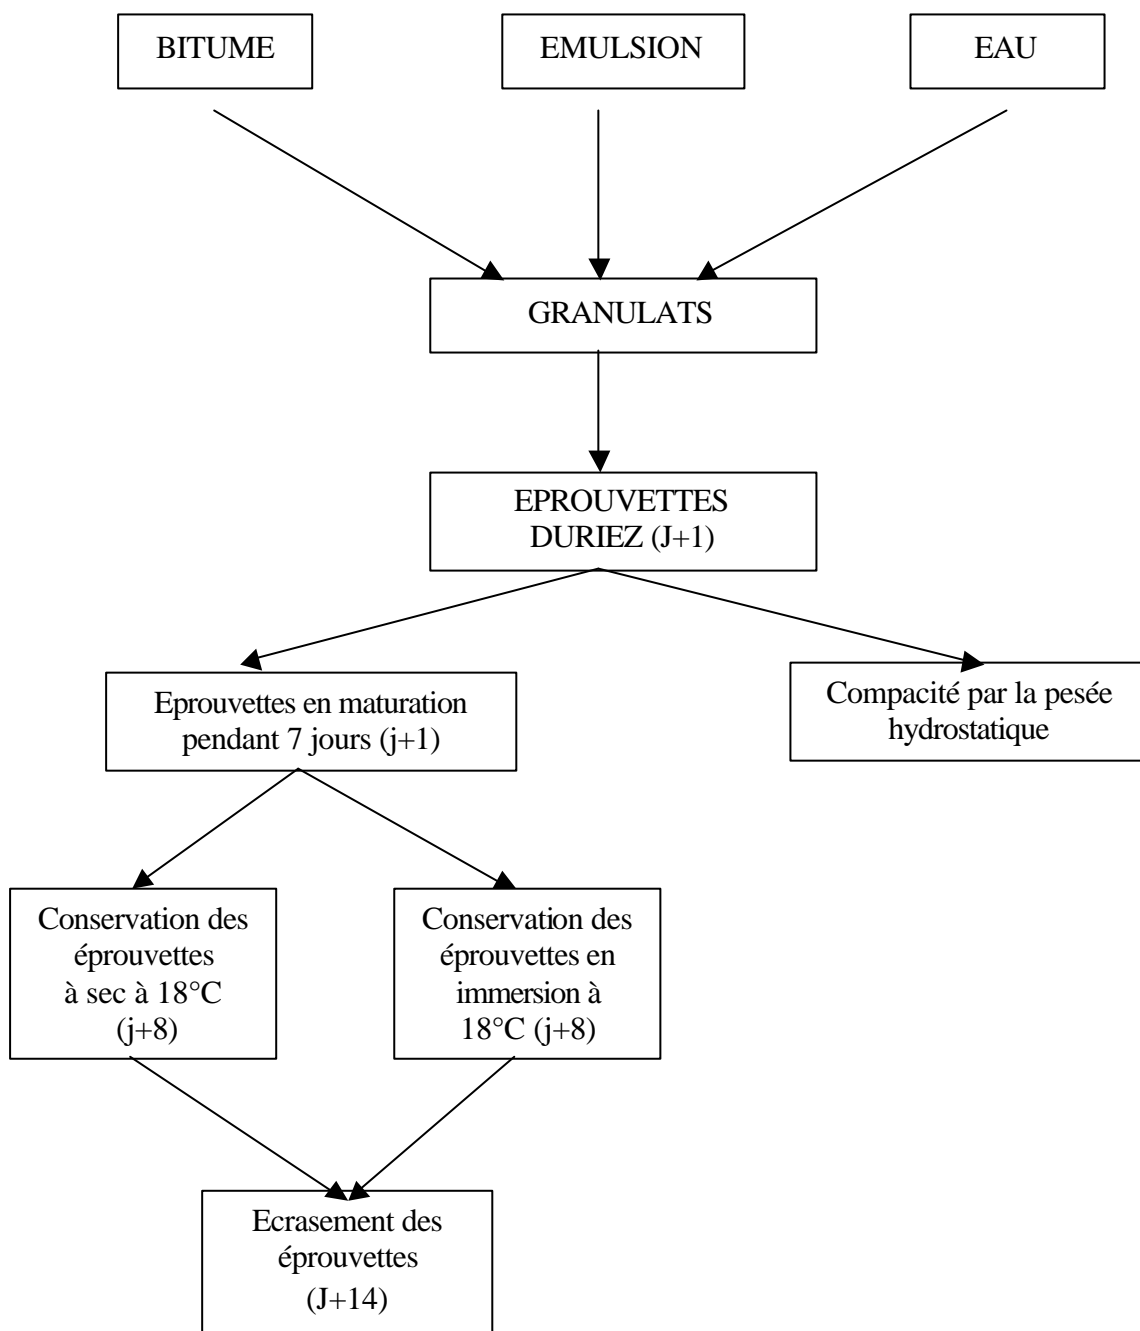 BITUME
EMULSION
EAU
GRANULATS
EPROUVETTES
DURIEZ (J+1)
Eprouvettes en maturation
pendant 7 jours (j+1)
Compacité par la pesée
hydrostatique
Conservation des
éprouvettes
à sec à 18°C
(j+8)
Conservation des
éprouvettes en
immersion à
18°C (j+8)
Ecrasement des
éprouvettes
(J+14)